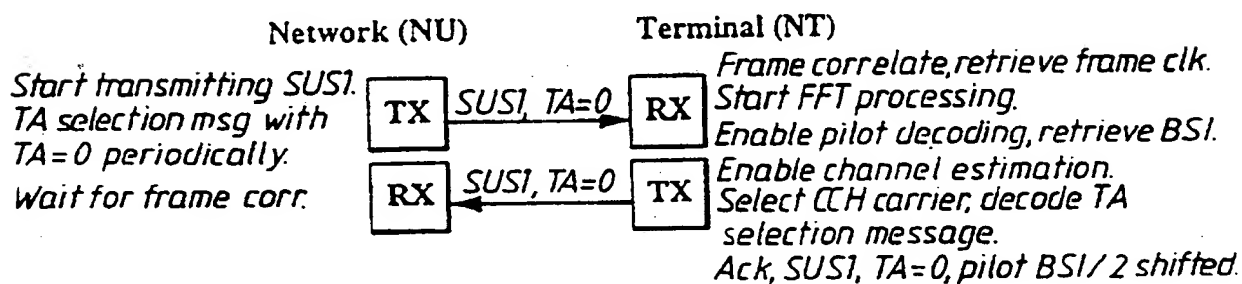 Network (NU)
Terminal (NT)
Start transmitting SUS1.
TA selection msg with
TA=0 periodically.
Wait for frame corr.
TX
SUS1, TA=0
RX
RX
SUS1, TA=0
TX
Frame correlate, retrieve frame clk.
Start FFT processing.
Enable pilot decoding, retrieve BSI.
Enable channel estimation.
Select CCH carrier, decode TA
selection message.
Ack, SUS1, TA=0, pilot BSI/2 shifted.